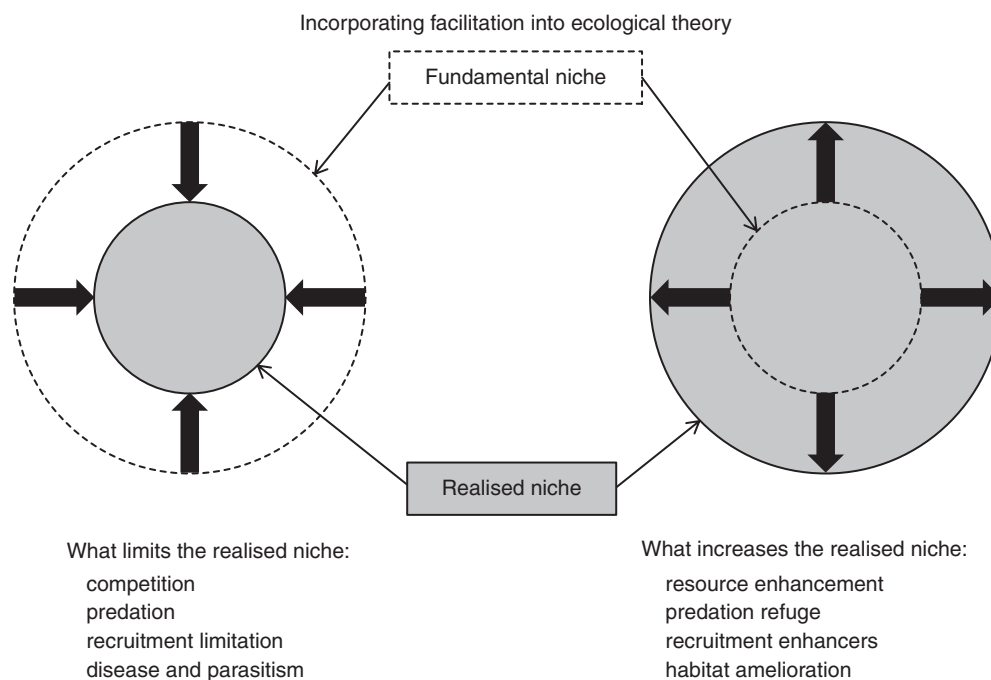 Incorporating facilitation into ecological theory
Fundamental niche
Realised niche
What limits the realised niche:
competition
predation
recruitment limitation
disease and parasitism
What increases the realised niche:
resource enhancement
predation refuge
recruitment enhancers
habitat amelioration